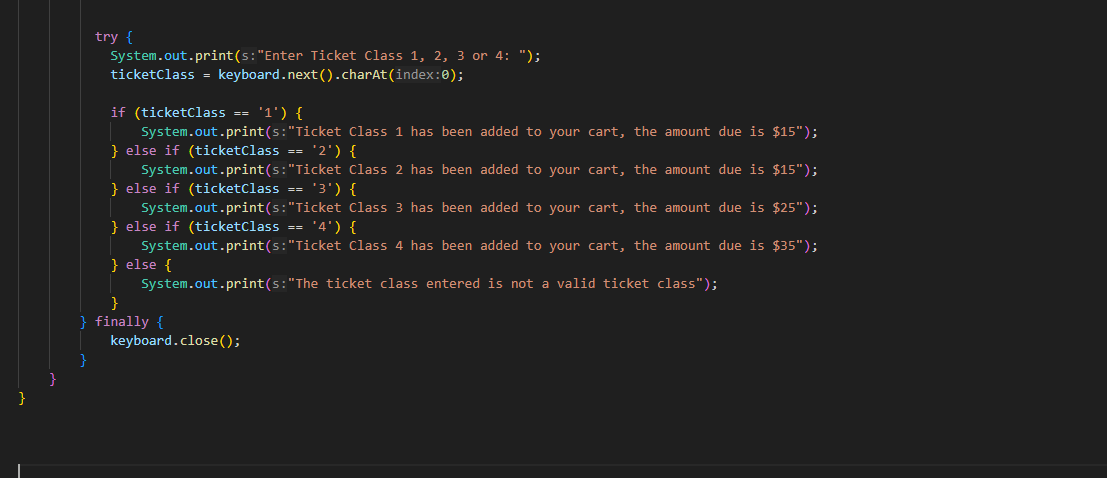 try {
System.out.print(s:"Enter Ticket Class 1, 2, 3 or 4: ");
ticketClass = keyboard.next().charAt(index:0);
if (ticketClass == '1') {
System.out.print(s:"Ticket Class 1 has been added to your cart, the amount due is $15");
} else if (ticketClass == '2') {
System.out.print(s:"Ticket Class 2 has been added to your cart, the amount due is $15");
} else if (ticketClass == '3') {
System.out.print(s:"Ticket Class 3 has been added to your cart, the amount due is $25");
} else if (ticketClass == '4') {
System.out.print(s:"Ticket Class 4 has been added to your cart, the amount due is $35");
} else {
System.out.print(s:"The ticket class entered is not a valid ticket class");
}
} finally {
keyboard.close();
}
}
}